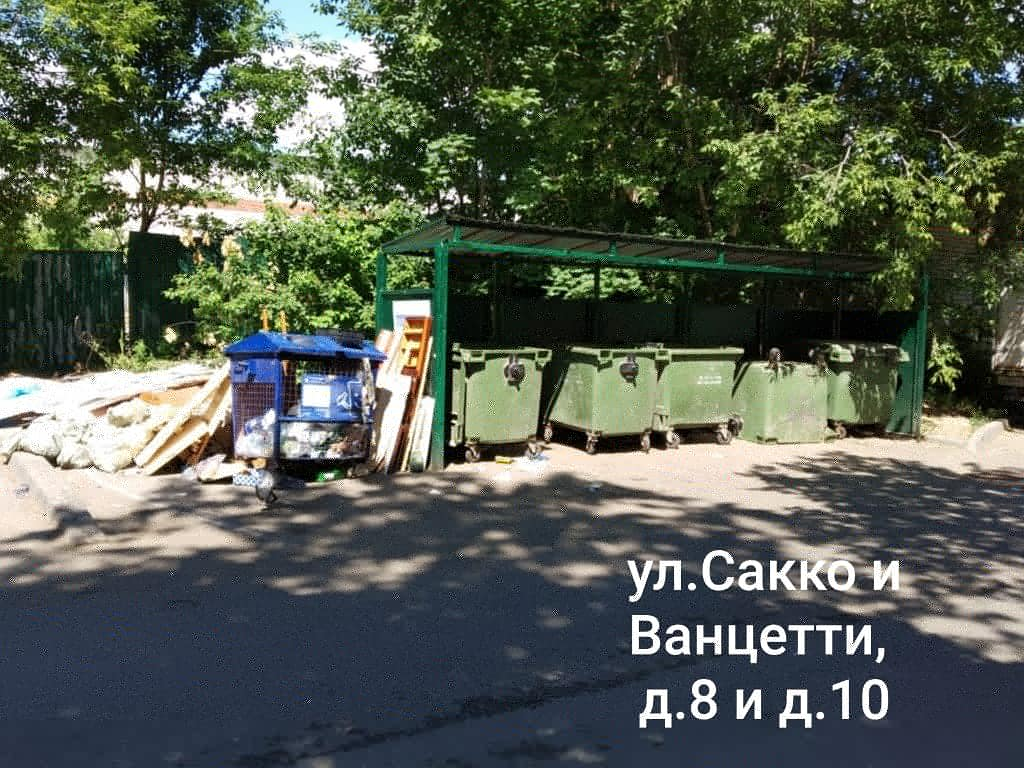 ул.Сакко и
Ванцетти,
д.8 и д.10